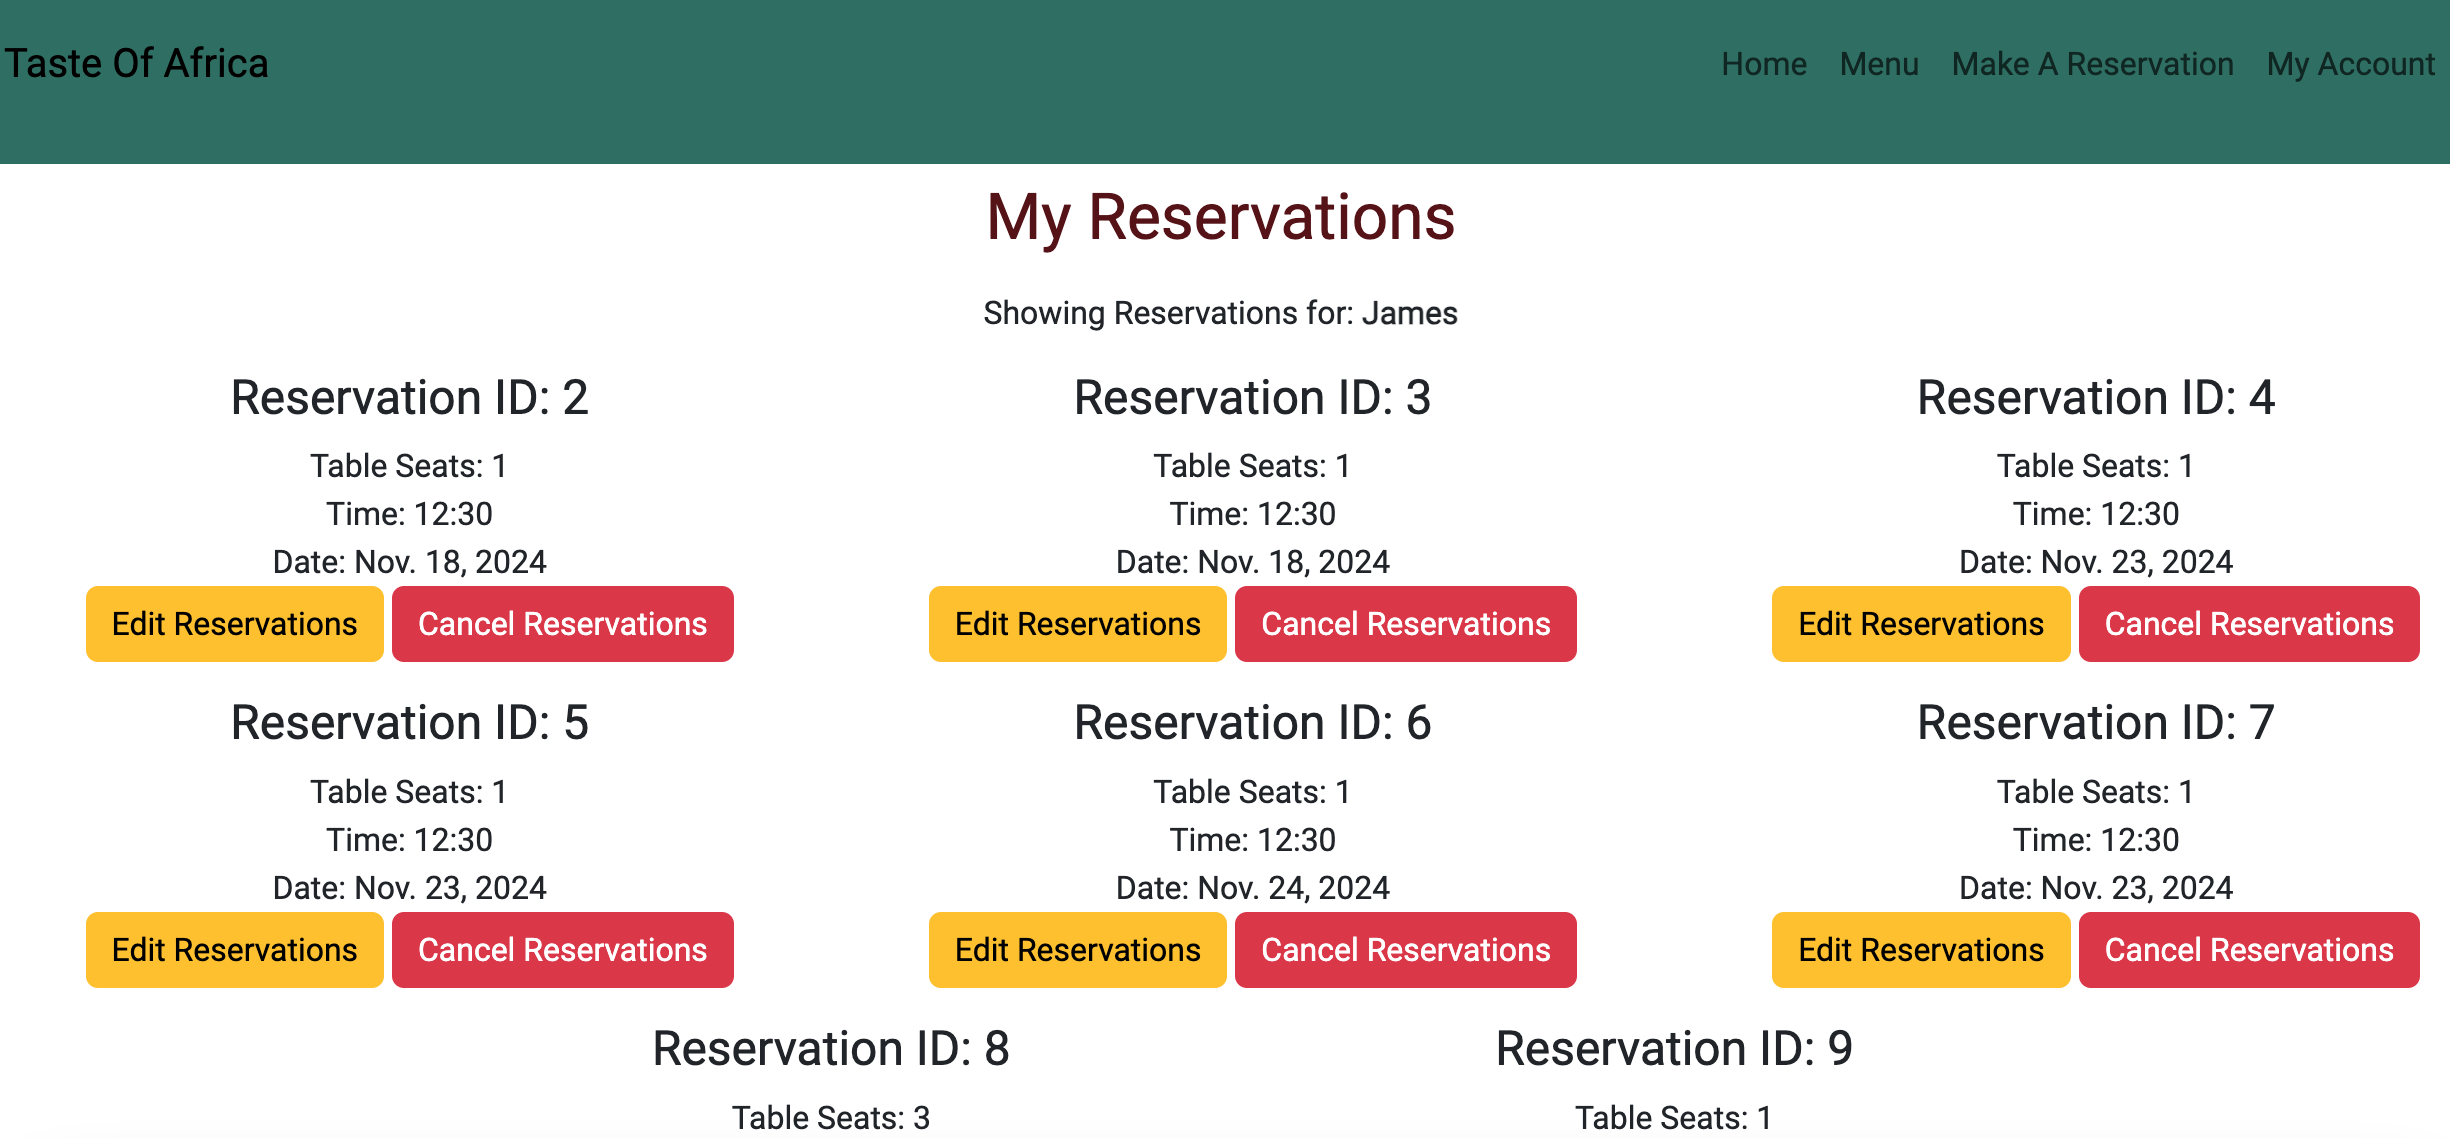 Taste Of Africa
Home Menu Make A Reservation My Account
My Reservations
Showing Reservations for: James
Reservation ID: 2
Table Seats: 1
Time: 12:30
Date: Nov. 18, 2024
Edit Reservations Cancel Reservations
Reservation ID: 3
Table Seats: 1
Time: 12:30
Date: Nov. 18, 2024
Edit Reservations Cancel Reservations
Reservation ID: 4
Table Seats: 1
Time: 12:30
Date: Nov. 23, 2024
Edit Reservations Cancel Reservations
Reservation ID: 5
Table Seats: 1
Time: 12:30
Date: Nov. 23, 2024
Edit Reservations Cancel Reservations
Reservation ID: 6
Table Seats: 1
Time: 12:30
Date: Nov. 24, 2024
Edit Reservations Cancel Reservations
Reservation ID: 7
Table Seats: 1
Time: 12:30
Date: Nov. 23, 2024
Edit Reservations Cancel Reservations
Reservation ID: 8
Table Seats: 3
Reservation ID: 9
Table Seats: 1